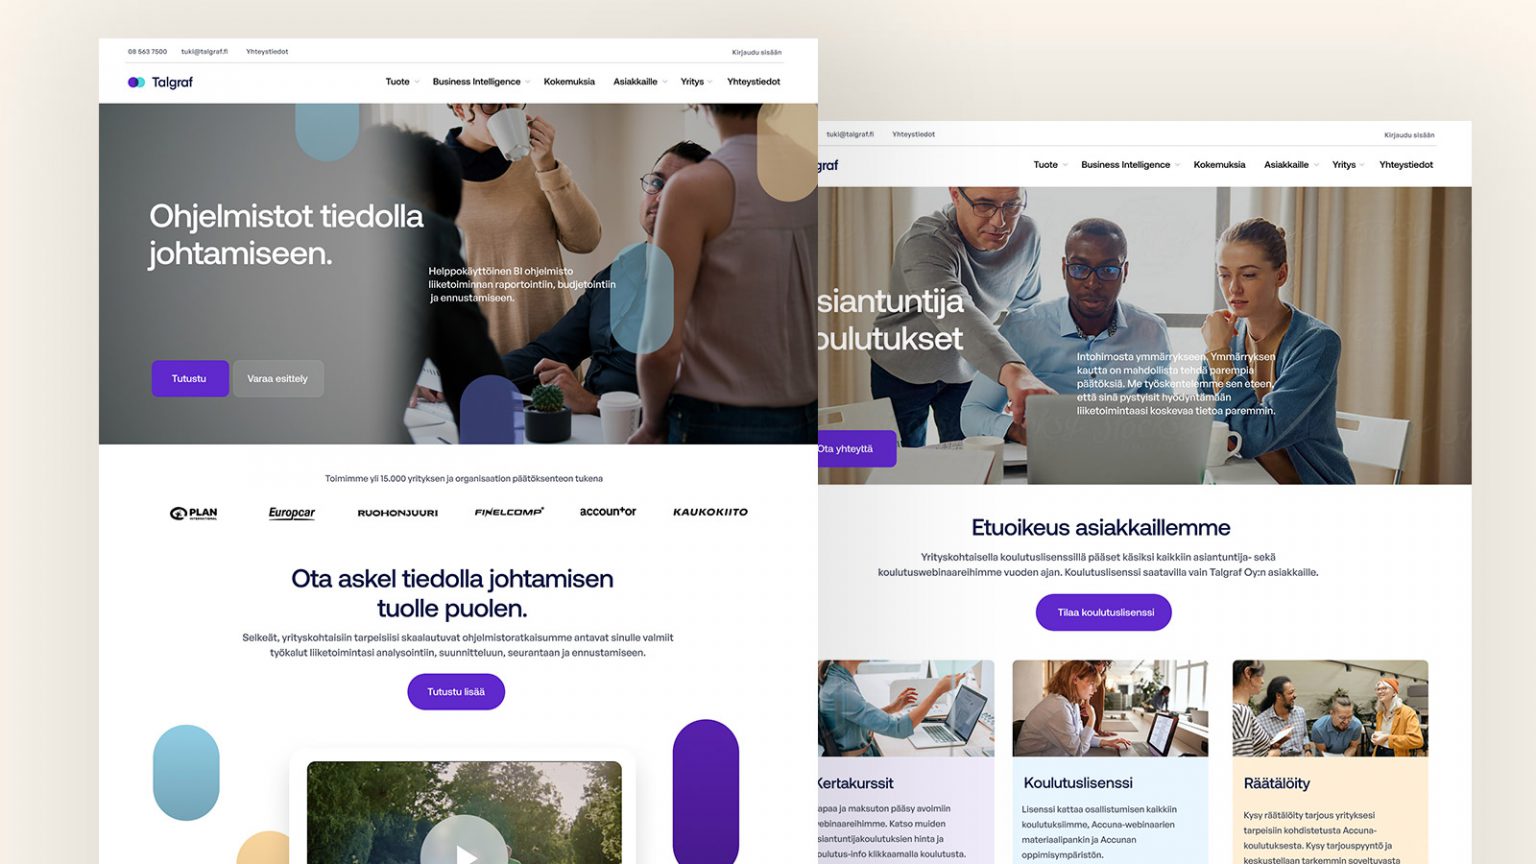 08 563 7500 tuki@talgraf.fi Yhteystiedot Kirjaudu sisään
Talgraf Tuote Business Intelligence Kokemuksia Asiakkaille Yritys Yhteystiedot
Ohjelmistot tiedolla
johtamiseen.
Helppokäyttöinen BI ohjelmisto
liiketoiminnan raportointiin, budjetointiin
ja ennustamiseen.
Tutustu Varaa esittely
Toimimme yli 15.000 yrityksen ja organisaation päätöksenteon tukena
PLAN INTERNATIONAL Europcar RUOHONJUURI FINELCOMP accountor KAUKOKIITO
Ota askel tiedolla johtamisen
tuolle puolen.
Selkeät, yrityskohtaisiin tarpeisiisi skaalautuvat ohjelmistoratkaisumme antavat sinulle valmiit
työkalut liiketoimintasi analysointiin, suunnitteluun, seurantaan ja ennustamiseen.
Tutustu lisää
tuki@talgraf.fi Yhteystiedot Kirjaudu sisään
graf Tuote Business Intelligence Kokemuksia Asiakkaille Yritys Yhteystiedot
siantuntija
oulutukset
Intohimosta ymmärrykseen. Ymmärryksen
kautta on mahdollista tehdä parempia
päätöksiä. Me työskentelemme sen eteen,
että sinä pystyisit hyödyntämään
liiketoimintaasi koskevaa tietoa paremmin.
Ota yhteyttä
Etuoikeus asiakkaillemme
Yrityskohtaisella koulutuslisenssillä pääset käsiksi kaikkiin asiantuntija- sekä
koulutuswebinaareihimme vuoden ajan. Koulutuslisenssi saatavilla vain Talgraf Oy:n asiakkaille.
Tilaa koulutuslisenssi
Kertakurssit
apaa ja maksuton pääsy avoimiin
ebinaareihimme. Katso muiden
siantuntijakoulutuksien hinta ja
oulutus-info klikkaamalla koulutusta.
Koulutuslisenssi
Lisenssi kattaa osallistumisen kaikkiin
koulutuksiimme, Accuna-webinaarien
materiaalipankin ja Accunan
oppimisympäristön.
Räätälöity
Kysy räätälöity tarjous yrityksesi
tarpeisiin kohdistetusta Accuna-
koulutuksesta. Kysy tarjouspyyntö ja
keskustellaan tarkemmin soveltuvasta